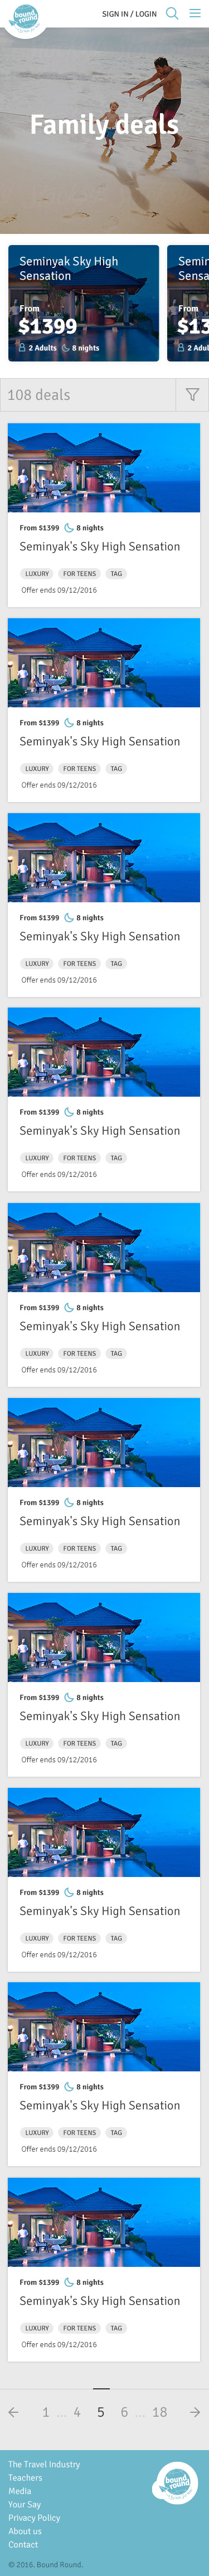 bound round
SIGN IN / LOGIN
Family deals
Seminyak Sky High
Sensation
From
$1399
2 Adults 8 nights
108 deals
From $1399 8 nights
Seminyak's Sky High Sensation
LUXURY FOR TEENS TAG
Offer ends 09/12/2016
From $1399 8 nights
Seminyak's Sky High Sensation
LUXURY FOR TEENS TAG
Offer ends 09/12/2016
From $1399 8 nights
Seminyak's Sky High Sensation
LUXURY FOR TEENS TAG
Offer ends 09/12/2016
From $1399 8 nights
Seminyak's Sky High Sensation
LUXURY FOR TEENS TAG
Offer ends 09/12/2016
From $1399 8 nights
Seminyak's Sky High Sensation
LUXURY FOR TEENS TAG
Offer ends 09/12/2016
From $1399 8 nights
Seminyak's Sky High Sensation
LUXURY FOR TEENS TAG
Offer ends 09/12/2016
From $1399 8 nights
Seminyak's Sky High Sensation
LUXURY FOR TEENS TAG
Offer ends 09/12/2016
From $1399 8 nights
Seminyak's Sky High Sensation
LUXURY FOR TEENS TAG
Offer ends 09/12/2016
From $1399 8 nights
Seminyak's Sky High Sensation
LUXURY FOR TEENS TAG
Offer ends 09/12/2016
From $1399 8 nights
Seminyak's Sky High Sensation
LUXURY FOR TEENS TAG
Offer ends 09/12/2016
1 ... 4 5 6 ... 18
The Travel Industry
Teachers
Media
Your Say
Privacy Policy
About us
Contact
bound round
© 2016. Bound Round.